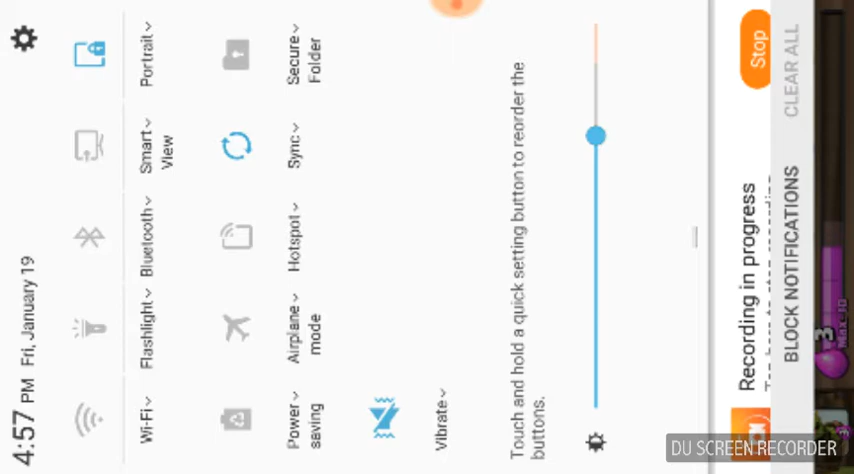 4:57 PM Fri, January 19
Wi-Fi
Flashlight
Bluetooth
Smart
View
Portrait
Power
saving
Airplane
mode
Hotspot
Sync
Secure
Folder
Vibrate
Touch and hold a quick setting button to reorder the
buttons.
Recording in progress
Stop
BLOCK NOTIFICATIONS
CLEAR ALL
3
DU SCREEN RECORDER